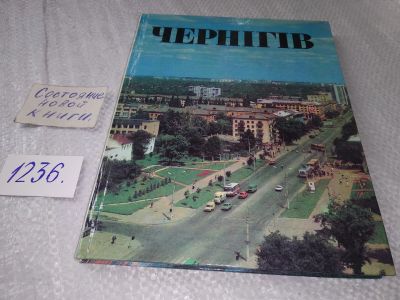 ЧЕРНІГІВ
Состояние
новой
книги.
1236.